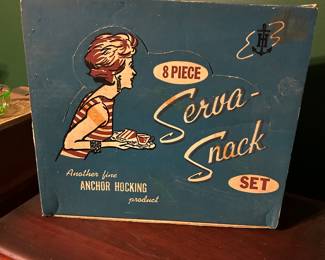 8 PIECE
Serva-
Snack
SET
Another fine
ANCHOR HOCKING
product